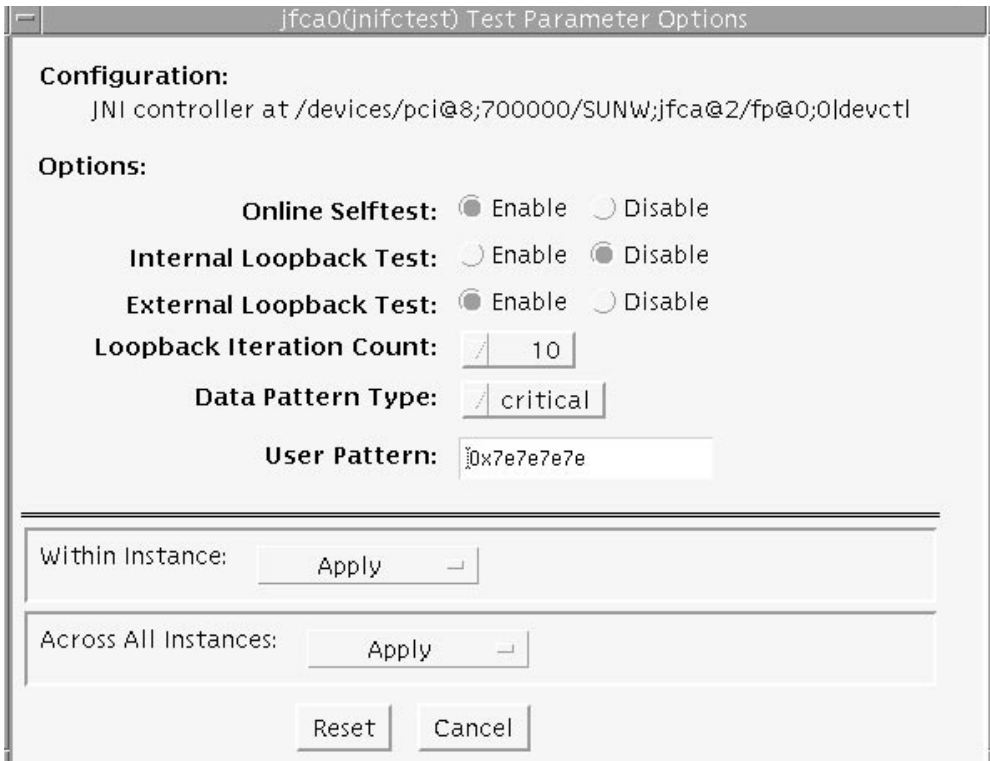 jfca0(jnifctest) Test Parameter Options
Configuration:
JNI controller at /devices/pci@8;700000/SUNW;jfca@2/fp@0;0|devctl
Options:
Online Selftest: Enable Disable
Internal Loopback Test: Enable Disable
External Loopback Test: Enable Disable
Loopback Iteration Count: 10
Data Pattern Type: critical
User Pattern: 0x7e7e7e7e
Within Instance: Apply
Across All Instances: Apply
Reset Cancel